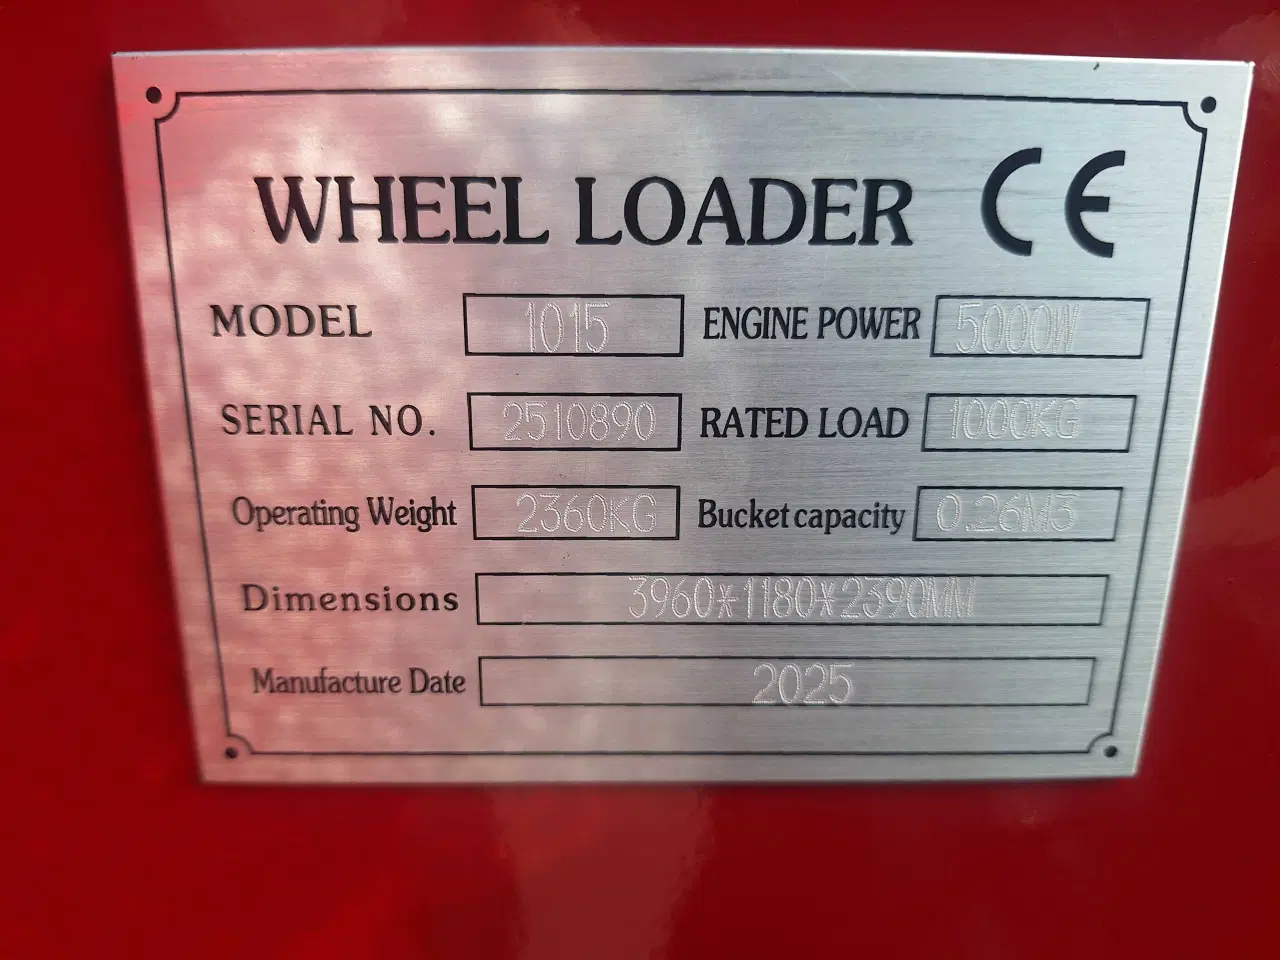 WHEEL LOADER CE
MODEL 1015 ENGINE POWER 5000W
SERIAL NO. 2510890 RATED LOAD 1000KG
Operating Weight 2360KG Bucket capacity 0.26M3
Dimensions 3960*1180*2390MM
Manufacture Date 2025